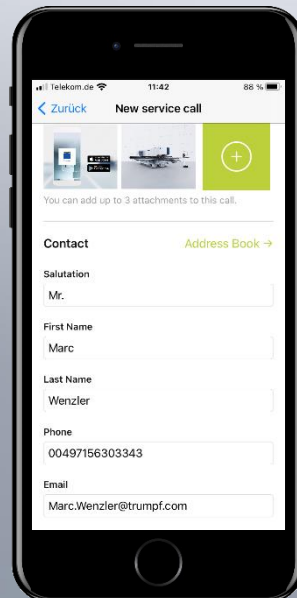 Telekom.de 11:42 88 %
Zurück New service call
You can add up to 3 attachments to this call.
Contact Address Book →
Salutation
Mr.
First Name
Marc
Last Name
Wenzler
Phone
00497156303343
Email
Marc.Wenzler@trumpf.com